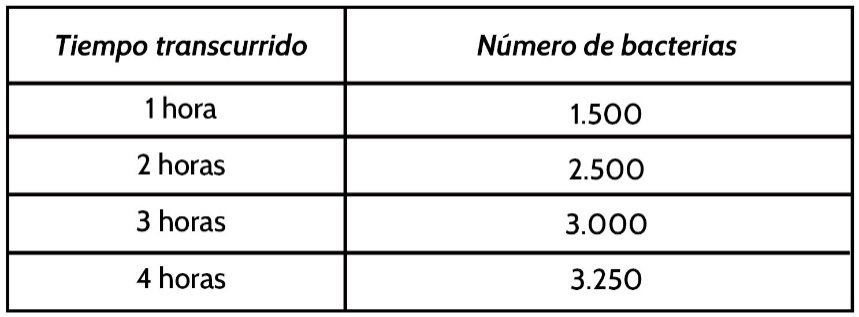 Tiempo transcurrido Número de bacterias
1 hora 1.500
2 horas 2.500
3 horas 3.000
4 horas 3.250